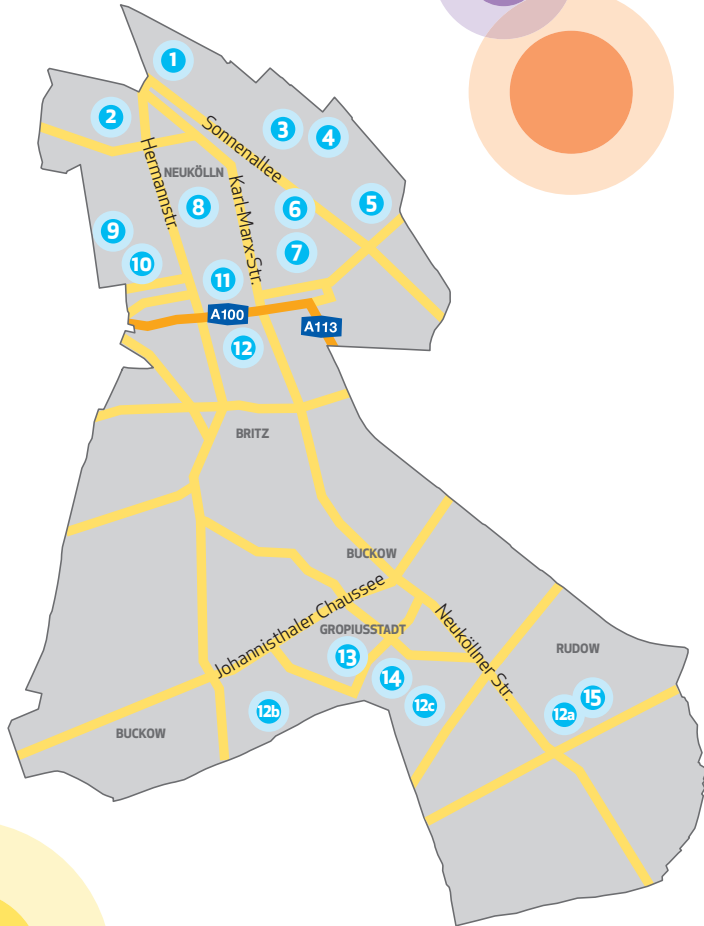 1
2
3
4
Sonnenallee
Hermannstr.
NEUKÖLLN
Karl-Marx-Str.
5
6
8
9
7
10
11
A100
A113
12
BRITZ
BUCKOW
Johannisthaler Chaussee
Neuköllner Str.
GROPIUSSTADT
RUDOW
13
14
12c
12b
12a
15
BUCKOW